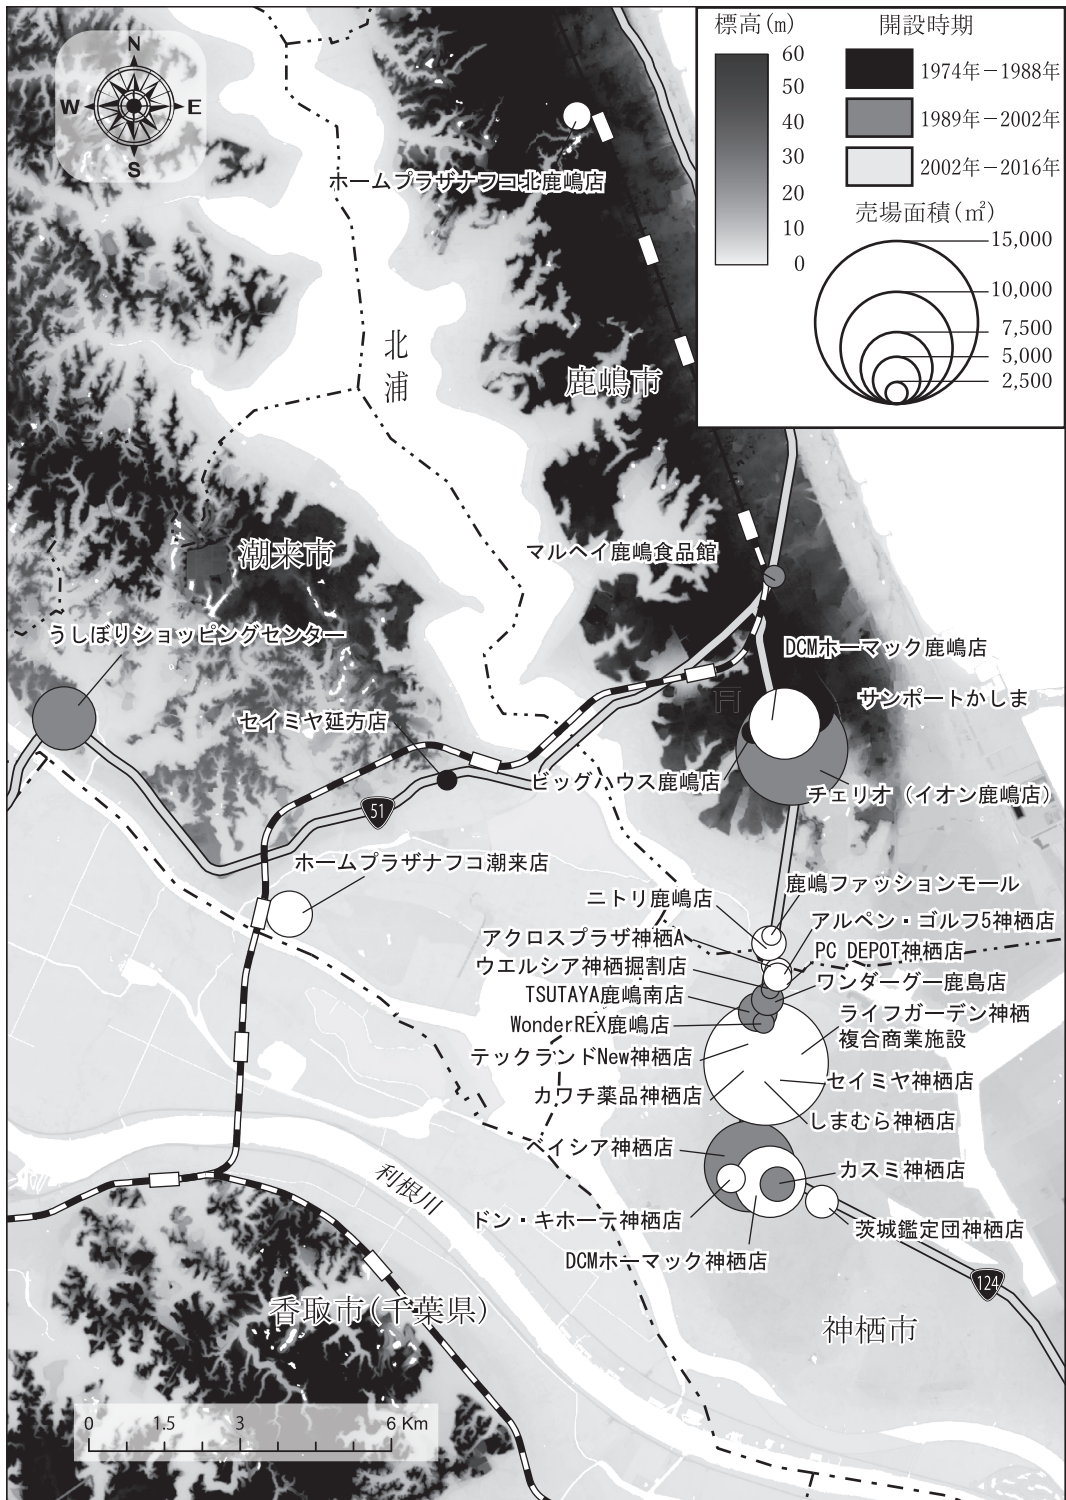 N
W
E
S
標高(m)
60
50
40
30
20
10
0
開設時期
1974年－1988年
1989年－2002年
2002年－2016年
売場面積(㎡)
15,000
10,000
7,500
5,000
2,500
ホームプラザナフコ北鹿嶋店
北浦
鹿嶋市
潮来市
マルヘイ鹿嶋食品館
うしぼりショッピングセンター
DCMホーマック鹿嶋店
サンポートかしま
セイミヤ延方店
ビッグハウス鹿嶋店
チェリオ（イオン鹿嶋店）
51
ホームプラザナフコ潮来店
鹿嶋ファッションモール
ニトリ鹿嶋店
アルペン・ゴルフ5神栖店
アクロスプラザ神栖A
PC DEPOT神栖店
ウエルシア神栖掘割店
ワンダーグー鹿島店
TSUTAYA鹿嶋南店
ライフガーデン神栖
複合商業施設
WonderREX鹿嶋店
テックランドNew神栖店
セイミヤ神栖店
カワチ薬品神栖店
しまむら神栖店
ベイシア神栖店
カスミ神栖店
利根川
ドン・キホーテ神栖店
茨城鑑定団神栖店
DCMホーマック神栖店
124
香取市(千葉県)
神栖市
0
1.5
3
6 Km